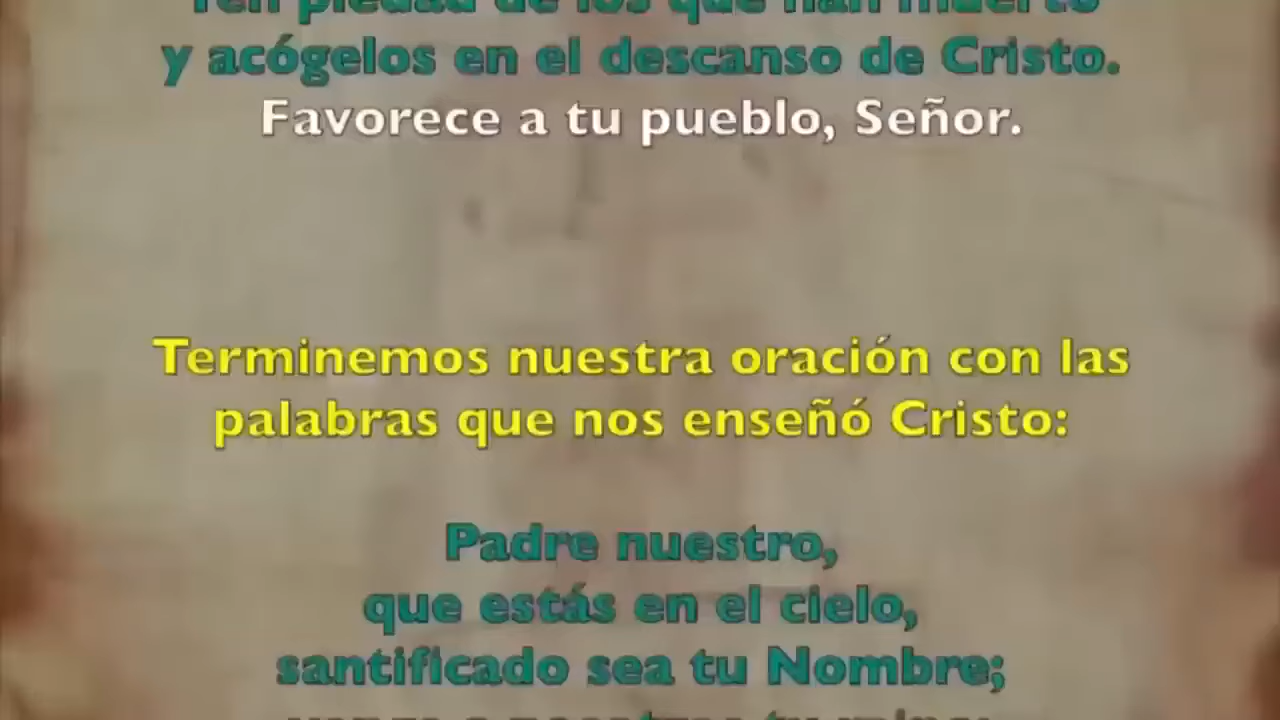 Ten piedad de los que han muerto
y acógelos en el descanso de Cristo.
Favorece a tu pueblo, Señor.
Terminemos nuestra oración con las
palabras que nos enseñó Cristo:
Padre nuestro,
que estás en el cielo,
santificado sea tu Nombre;